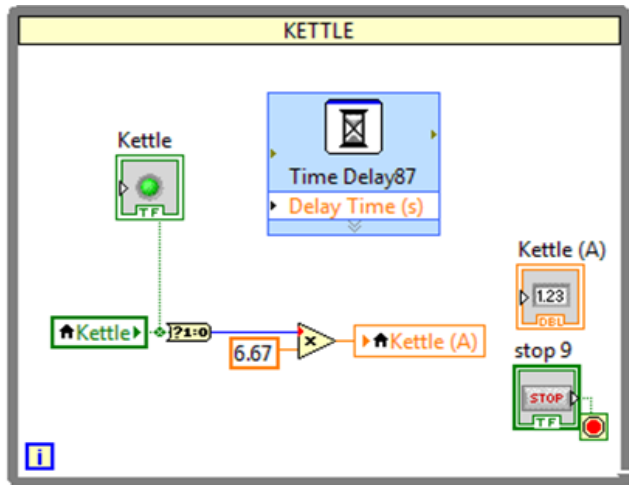 KETTLE
Kettle
TF
Time Delay87
Delay Time (s)
Kettle (A)
1.23
DBL
Kettle
?1:0
6.67
x
Kettle (A)
stop 9
STOP
TF
i